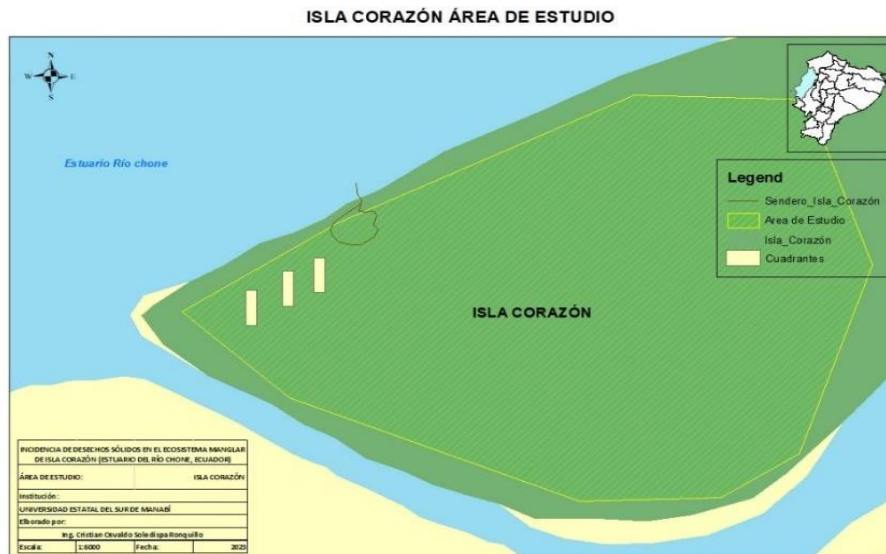 ISLA CORAZÓN ÁREA DE ESTUDIO
N
W E
S
Estuario Río chone
Legend
Sendero_Isla_Corazón
Area de Estudio
Isla_Corazón
Cuadrantes
ISLA CORAZÓN
INCIDENCIA DE DESECHOS SÓLIDOS EN EL ECOSISTEMA MANGLAR
DE ISLA CORAZÓN (ESTUARIO DEL RÍO CHONE, ECUADOR)
ÁREA DE ESTUDIO: ISLA CORAZÓN
Institución:
UNIVERSIDAD ESTATAL DEL SUR DE MANABÍ
Elborado por:
Ing. Cristian Osvaldo Soledispa Ronquillo
Escala: 1:6000 Fecha: 2023